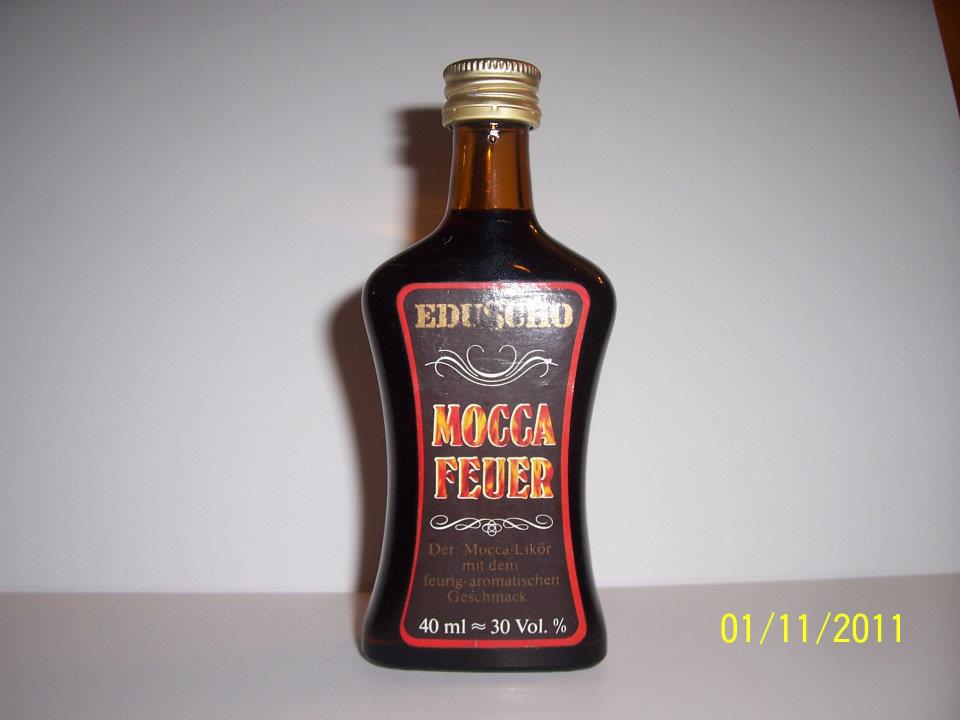 EDUSCHO
MOCCA
FEUER
Der Mocca-Likör
mit dem
feurig-aromatischen
Geschmack
40 ml ≈ 30 Vol. %
01/11/2011